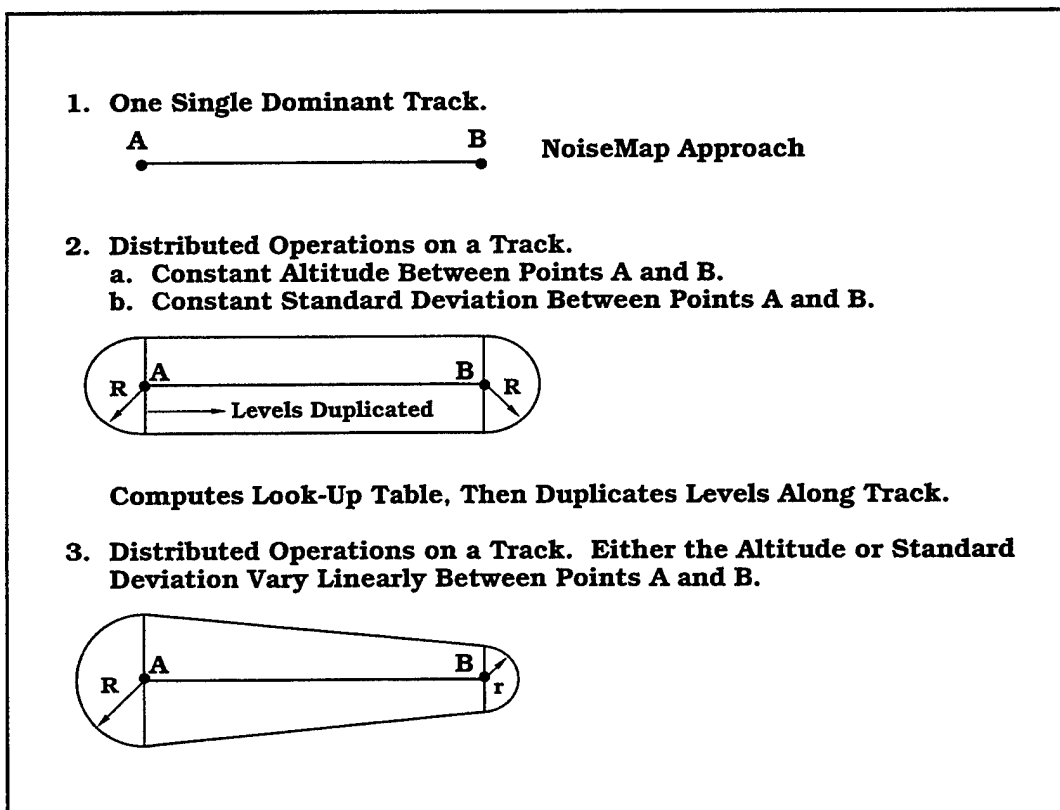 1. One Single Dominant Track.
A B NoiseMap Approach
2. Distributed Operations on a Track.
a. Constant Altitude Between Points A and B.
b. Constant Standard Deviation Between Points A and B.
A B
R R
Levels Duplicated
Computes Look-Up Table, Then Duplicates Levels Along Track.
3. Distributed Operations on a Track. Either the Altitude or Standard
Deviation Vary Linearly Between Points A and B.
A B
R r